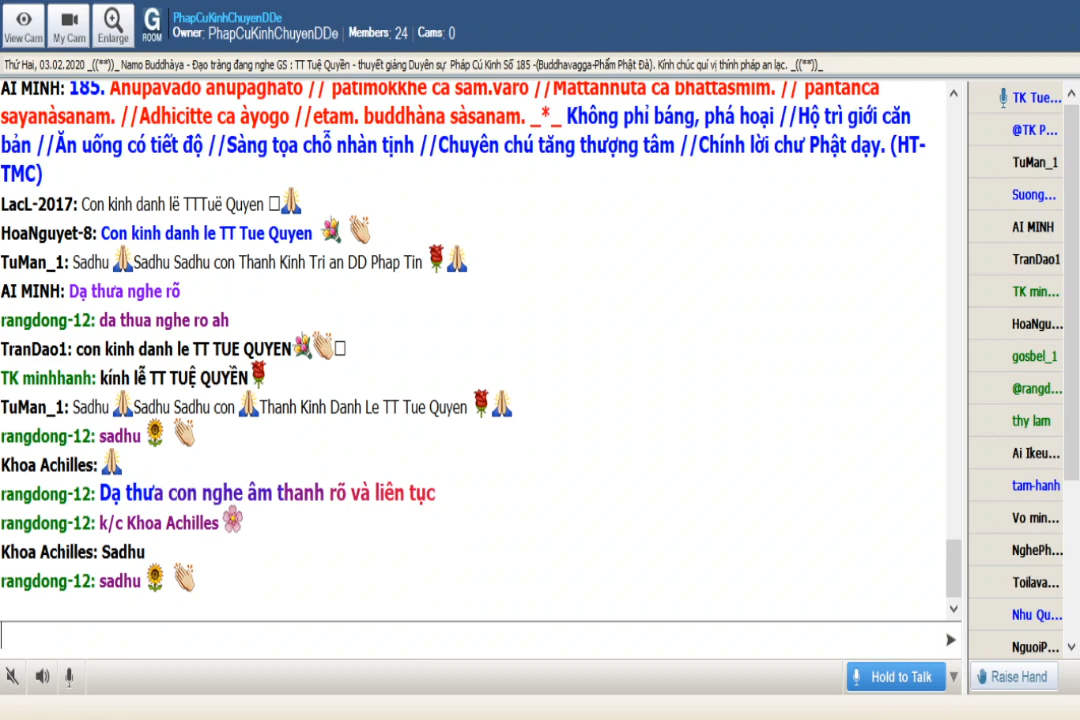 PhapCuKinhChuyenDDe
Owner: PhapCuKinhChuyenDDe Members: 24 Cams: 0
View Cam My Cam Enlarge G ROOM
Thứ Hai, 03.02.2020 _((**))_ Namo Buddhàya - Đạo tràng đang nghe GS : TT Tuệ Quyền - thuyết giảng Duyên sự Pháp Cú Kinh Số 185 -(Buddhavagga-Phẩm Phật Đà). Kính chúc quí vị thính pháp an lạc. _((**))_
AI MINH: 185. Anupavado anupaghato // patimokkhe ca sam.varo //Mattannuta ca bhattasmim. // pantanca
sayanàsanam. //Adhicitte ca àyogo //etam. buddhàna sàsanam. _*_ Không phỉ báng, phá hoại //Hộ trì giới căn
bản //Ăn uống có tiết độ //Sàng tọa chỗ nhàn tịnh //Chuyên chú tăng thượng tâm //Chính lời chư Phật dạy. (HT-
TMC)
LacL-2017: Con kinh danh lë TTTuë Quyen
HoaNguyet-8: Con kinh danh le TT Tue Quyen
TuMan_1: Sadhu Sadhu Sadhu con Thanh Kinh Tri an DD Phap Tin
AI MINH: Dạ thưa nghe rõ
rangdong-12: da thua nghe ro ah
TranDao1: con kinh danh le TT TUE QUYEN
TK minhhanh: kính lễ TT TUỆ QUYỀN
TuMan_1: Sadhu Sadhu Sadhu con Thanh Kinh Danh Le TT Tue Quyen
rangdong-12: sadhu
Khoa Achilles:
rangdong-12: Dạ thưa con nghe âm thanh rõ và liên tục
rangdong-12: k/c Khoa Achilles
Khoa Achilles: Sadhu
rangdong-12: sadhu
TK Tue...
@TK P...
TuMan_1
Suong...
AI MINH
TranDao1
TK min...
HoaNgu...
gosbel_1
@rangd...
thy lam
Ai Ikeu...
tam-hanh
Vo min...
NghePh...
Toilava...
Nhu Qu...
NguoiP...
Hold to Talk
Raise Hand